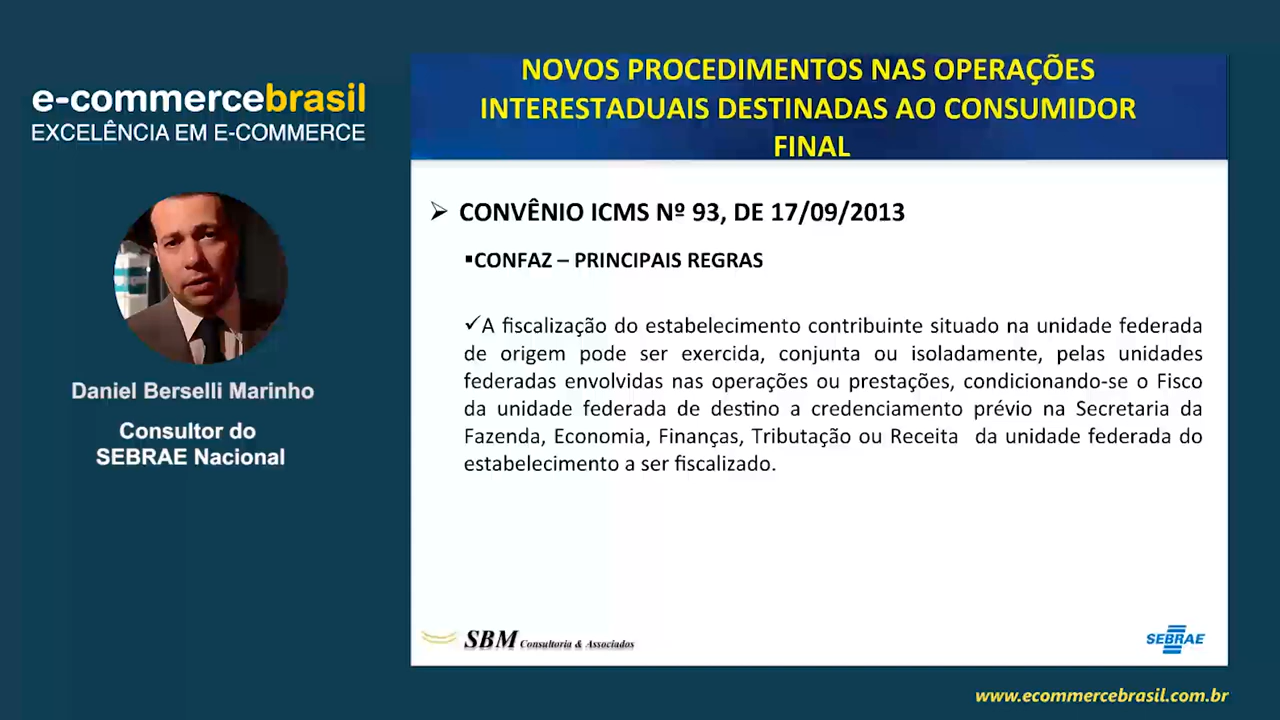 e-commercebrasil
EXCELÊNCIA EM E-COMMERCE
Daniel Berselli Marinho
Consultor do
SEBRAE Nacional
NOVOS PROCEDIMENTOS NAS OPERAÇÕES
INTERESTADUAIS DESTINADAS AO CONSUMIDOR
FINAL
➢ CONVÊNIO ICMS Nº 93, DE 17/09/2013
▪CONFAZ – PRINCIPAIS REGRAS
✓A fiscalização do estabelecimento contribuinte situado na unidade federada
de origem pode ser exercida, conjunta ou isoladamente, pelas unidades
federadas envolvidas nas operações ou prestações, condicionando-se o Fisco
da unidade federada de destino a credenciamento prévio na Secretaria da
Fazenda, Economia, Finanças, Tributação ou Receita da unidade federada do
estabelecimento a ser fiscalizado.
SBM Consultoria & Associados
SEBRAE
www.ecommercebrasil.com.br